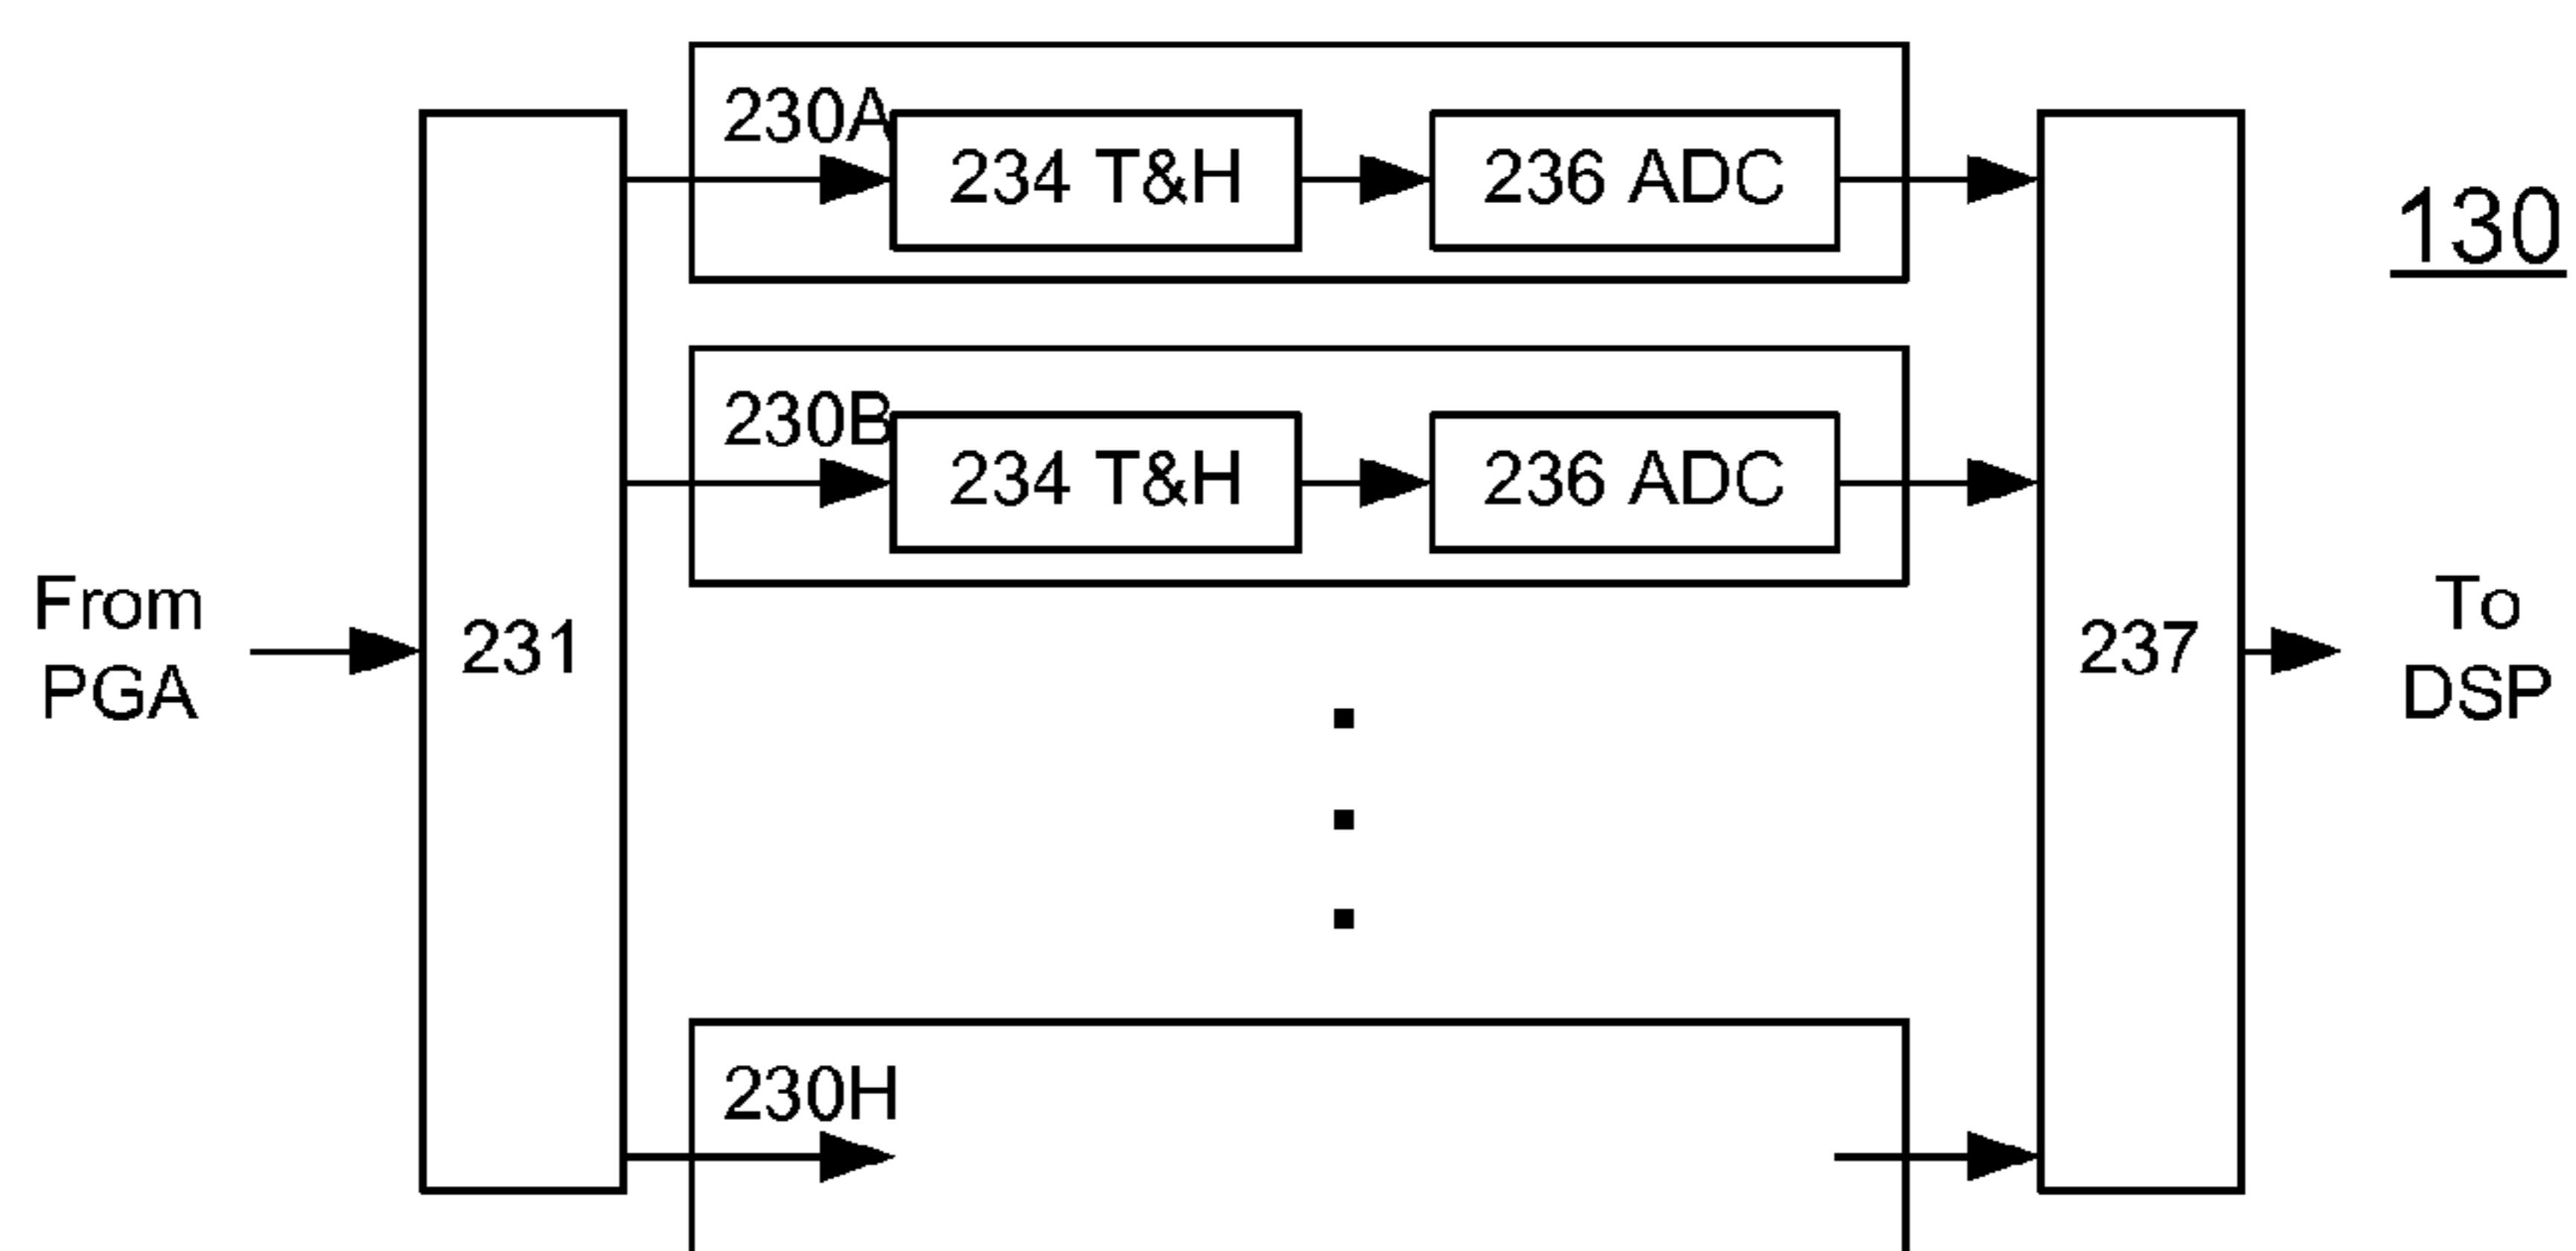 230A
234 T&H
236 ADC
130
230B
234 T&H
236 ADC
From
PGA
231
237
To
DSP
230H